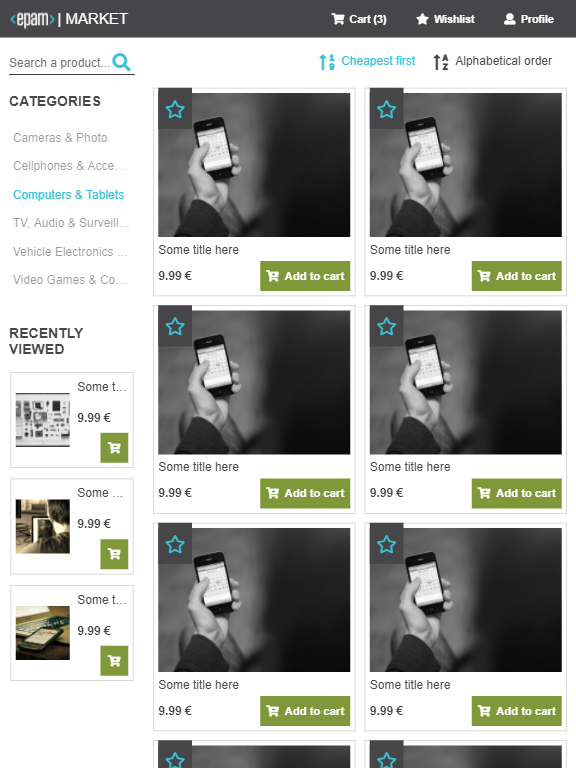 <epam> | MARKET
Cart (3)
Wishlist
Profile
Search a product...
Cheapest first
Alphabetical order
CATEGORIES
Cameras & Photo
Cellphones & Acce...
Computers & Tablets
TV, Audio & Surveill...
Vehicle Electronics ...
Video Games & Co...
RECENTLY
VIEWED
Some t...
9.99 €
Some ...
9.99 €
Some t...
9.99 €
Some title here
9.99 €
Add to cart
Some title here
9.99 €
Add to cart
Some title here
9.99 €
Add to cart
Some title here
9.99 €
Add to cart
Some title here
9.99 €
Add to cart
Some title here
9.99 €
Add to cart